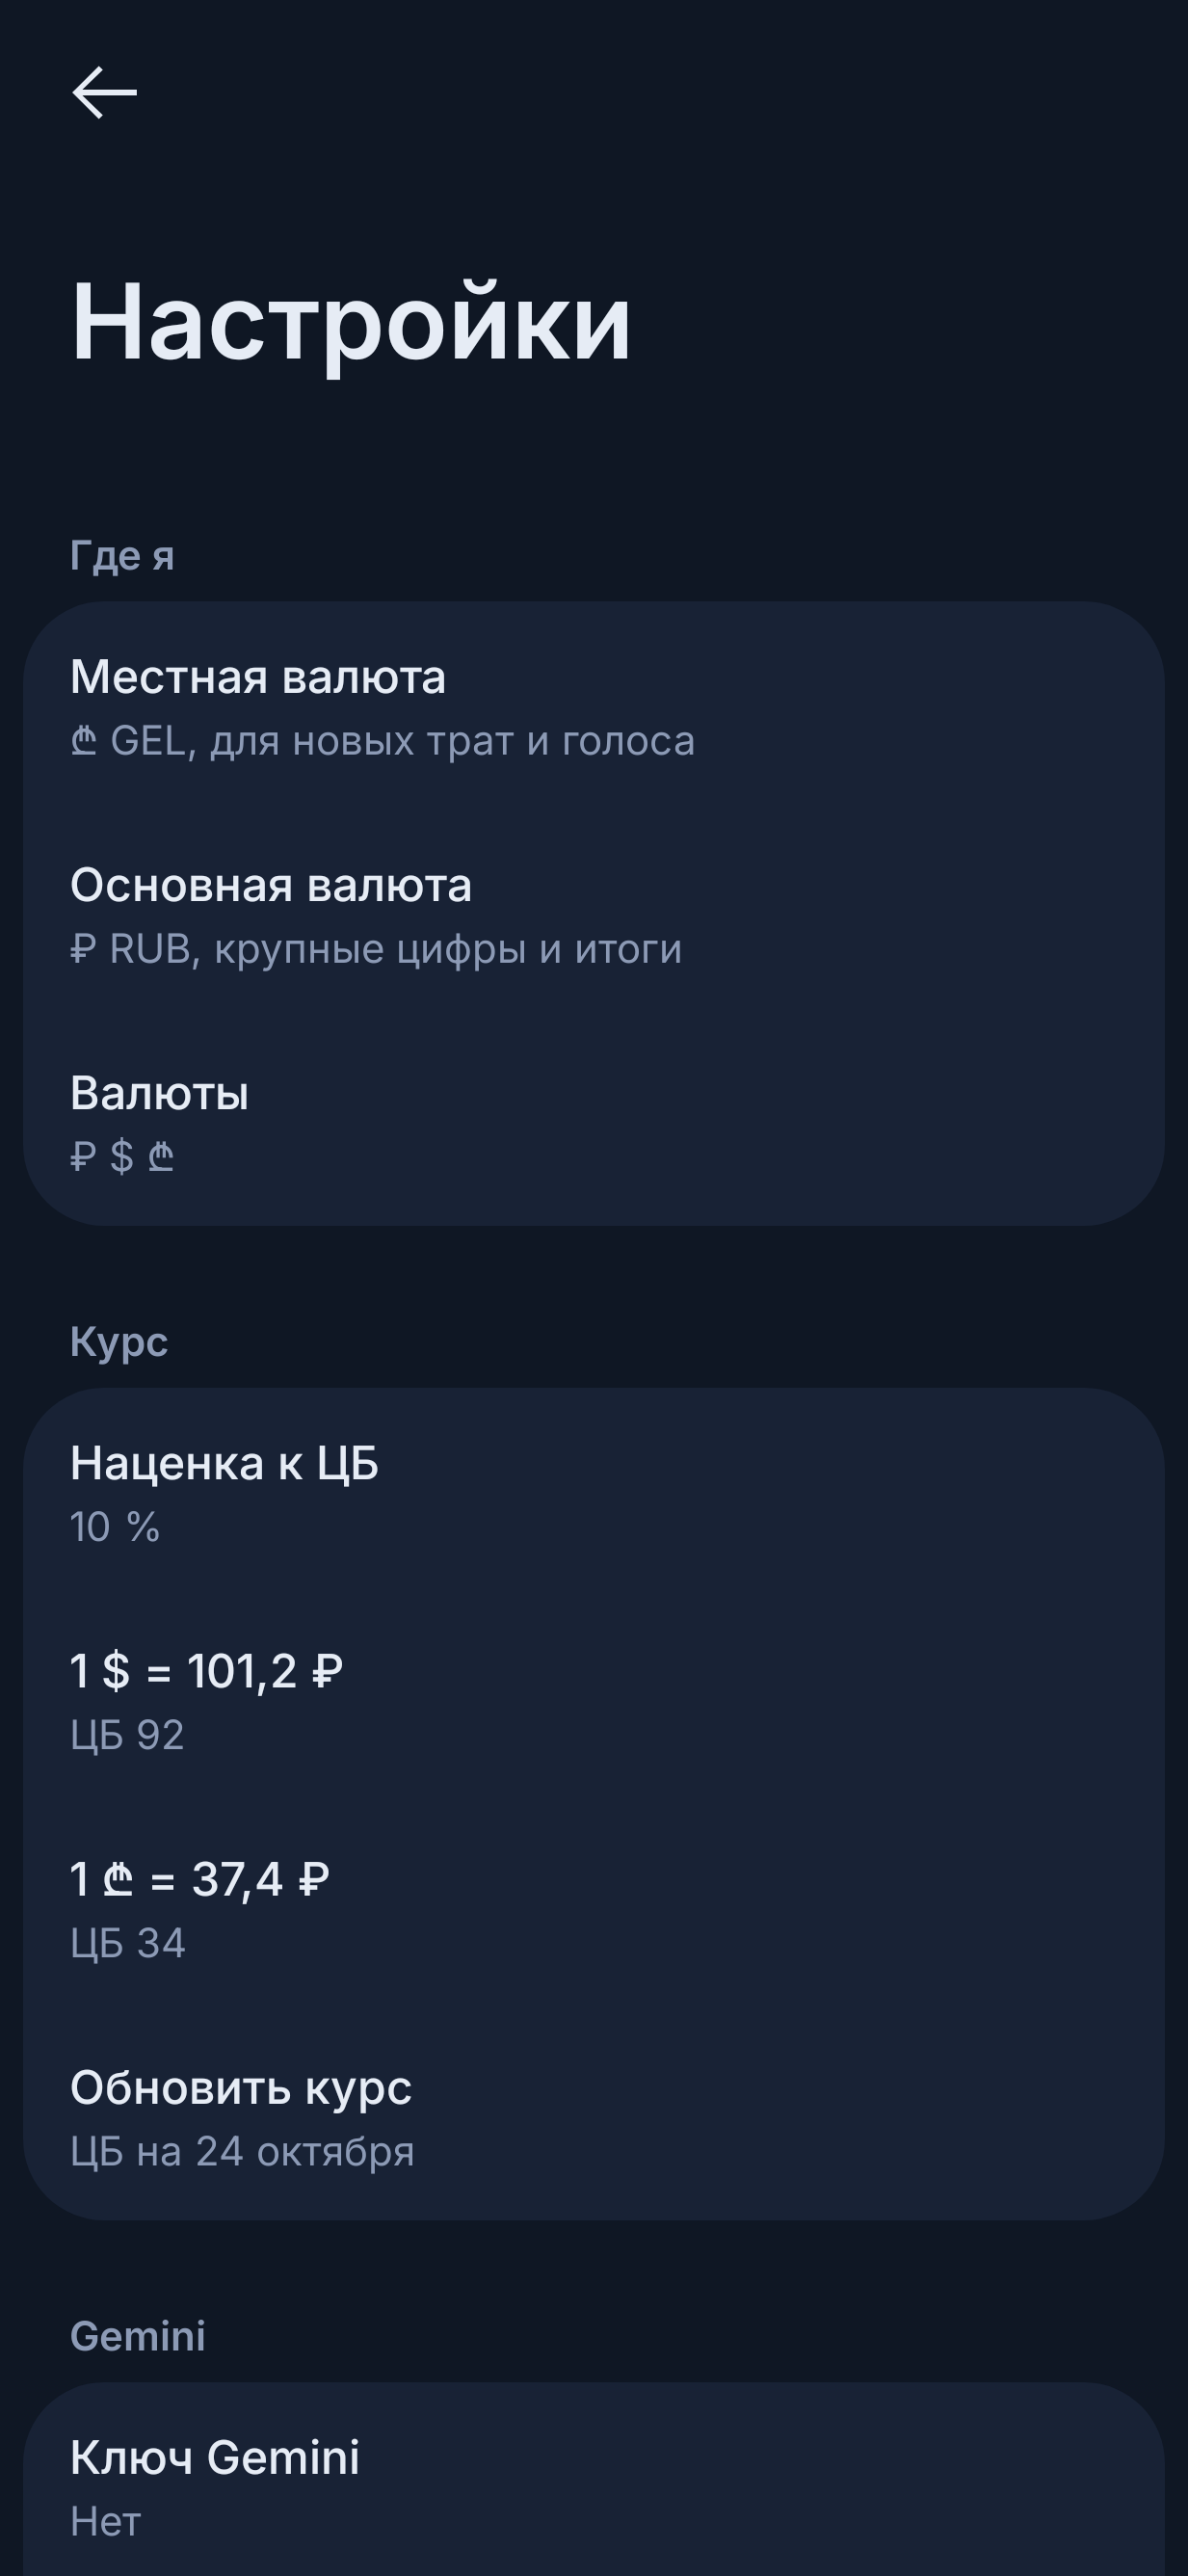 Настройки
Где я
Местная валюта
₾ GEL, для новых трат и голоса
Основная валюта
₽ RUB, крупные цифры и итоги
Валюты
₽ $ ₾
Курс
Наценка к ЦБ
10 %
1 $ = 101,2 ₽
ЦБ 92
1 ₾ = 37,4 ₽
ЦБ 34
Обновить курс
ЦБ на 24 октября
Gemini
Ключ Gemini
Нет